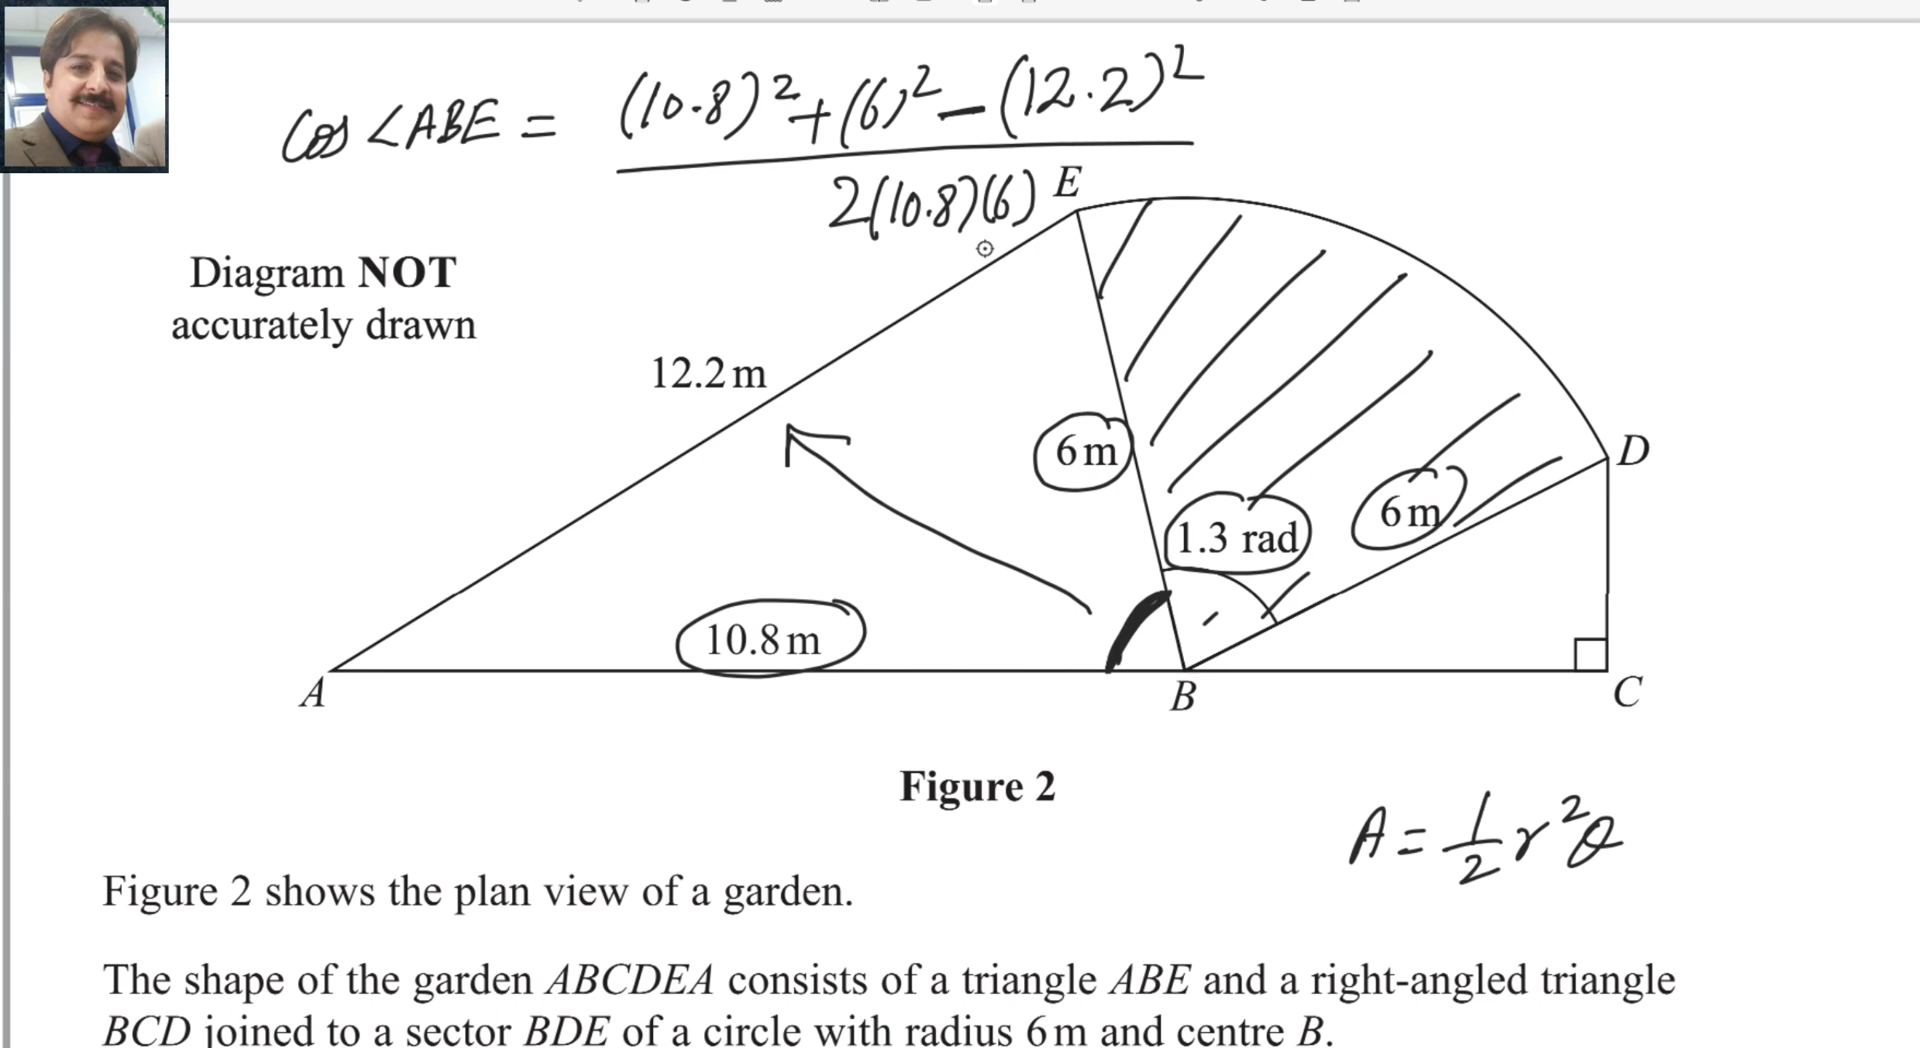 Cos ∠ABE = (10.8)² + (6)² − (12.2)²
2(10.8)(6)
E
Diagram NOT
accurately drawn
12.2 m
6 m
D
1.3 rad
6 m
10.8 m
A
B
C
Figure 2
A = 1/2 r²θ
Figure 2 shows the plan view of a garden.
The shape of the garden ABCDEA consists of a triangle ABE and a right-angled triangle
BCD joined to a sector BDE of a circle with radius 6 m and centre B.